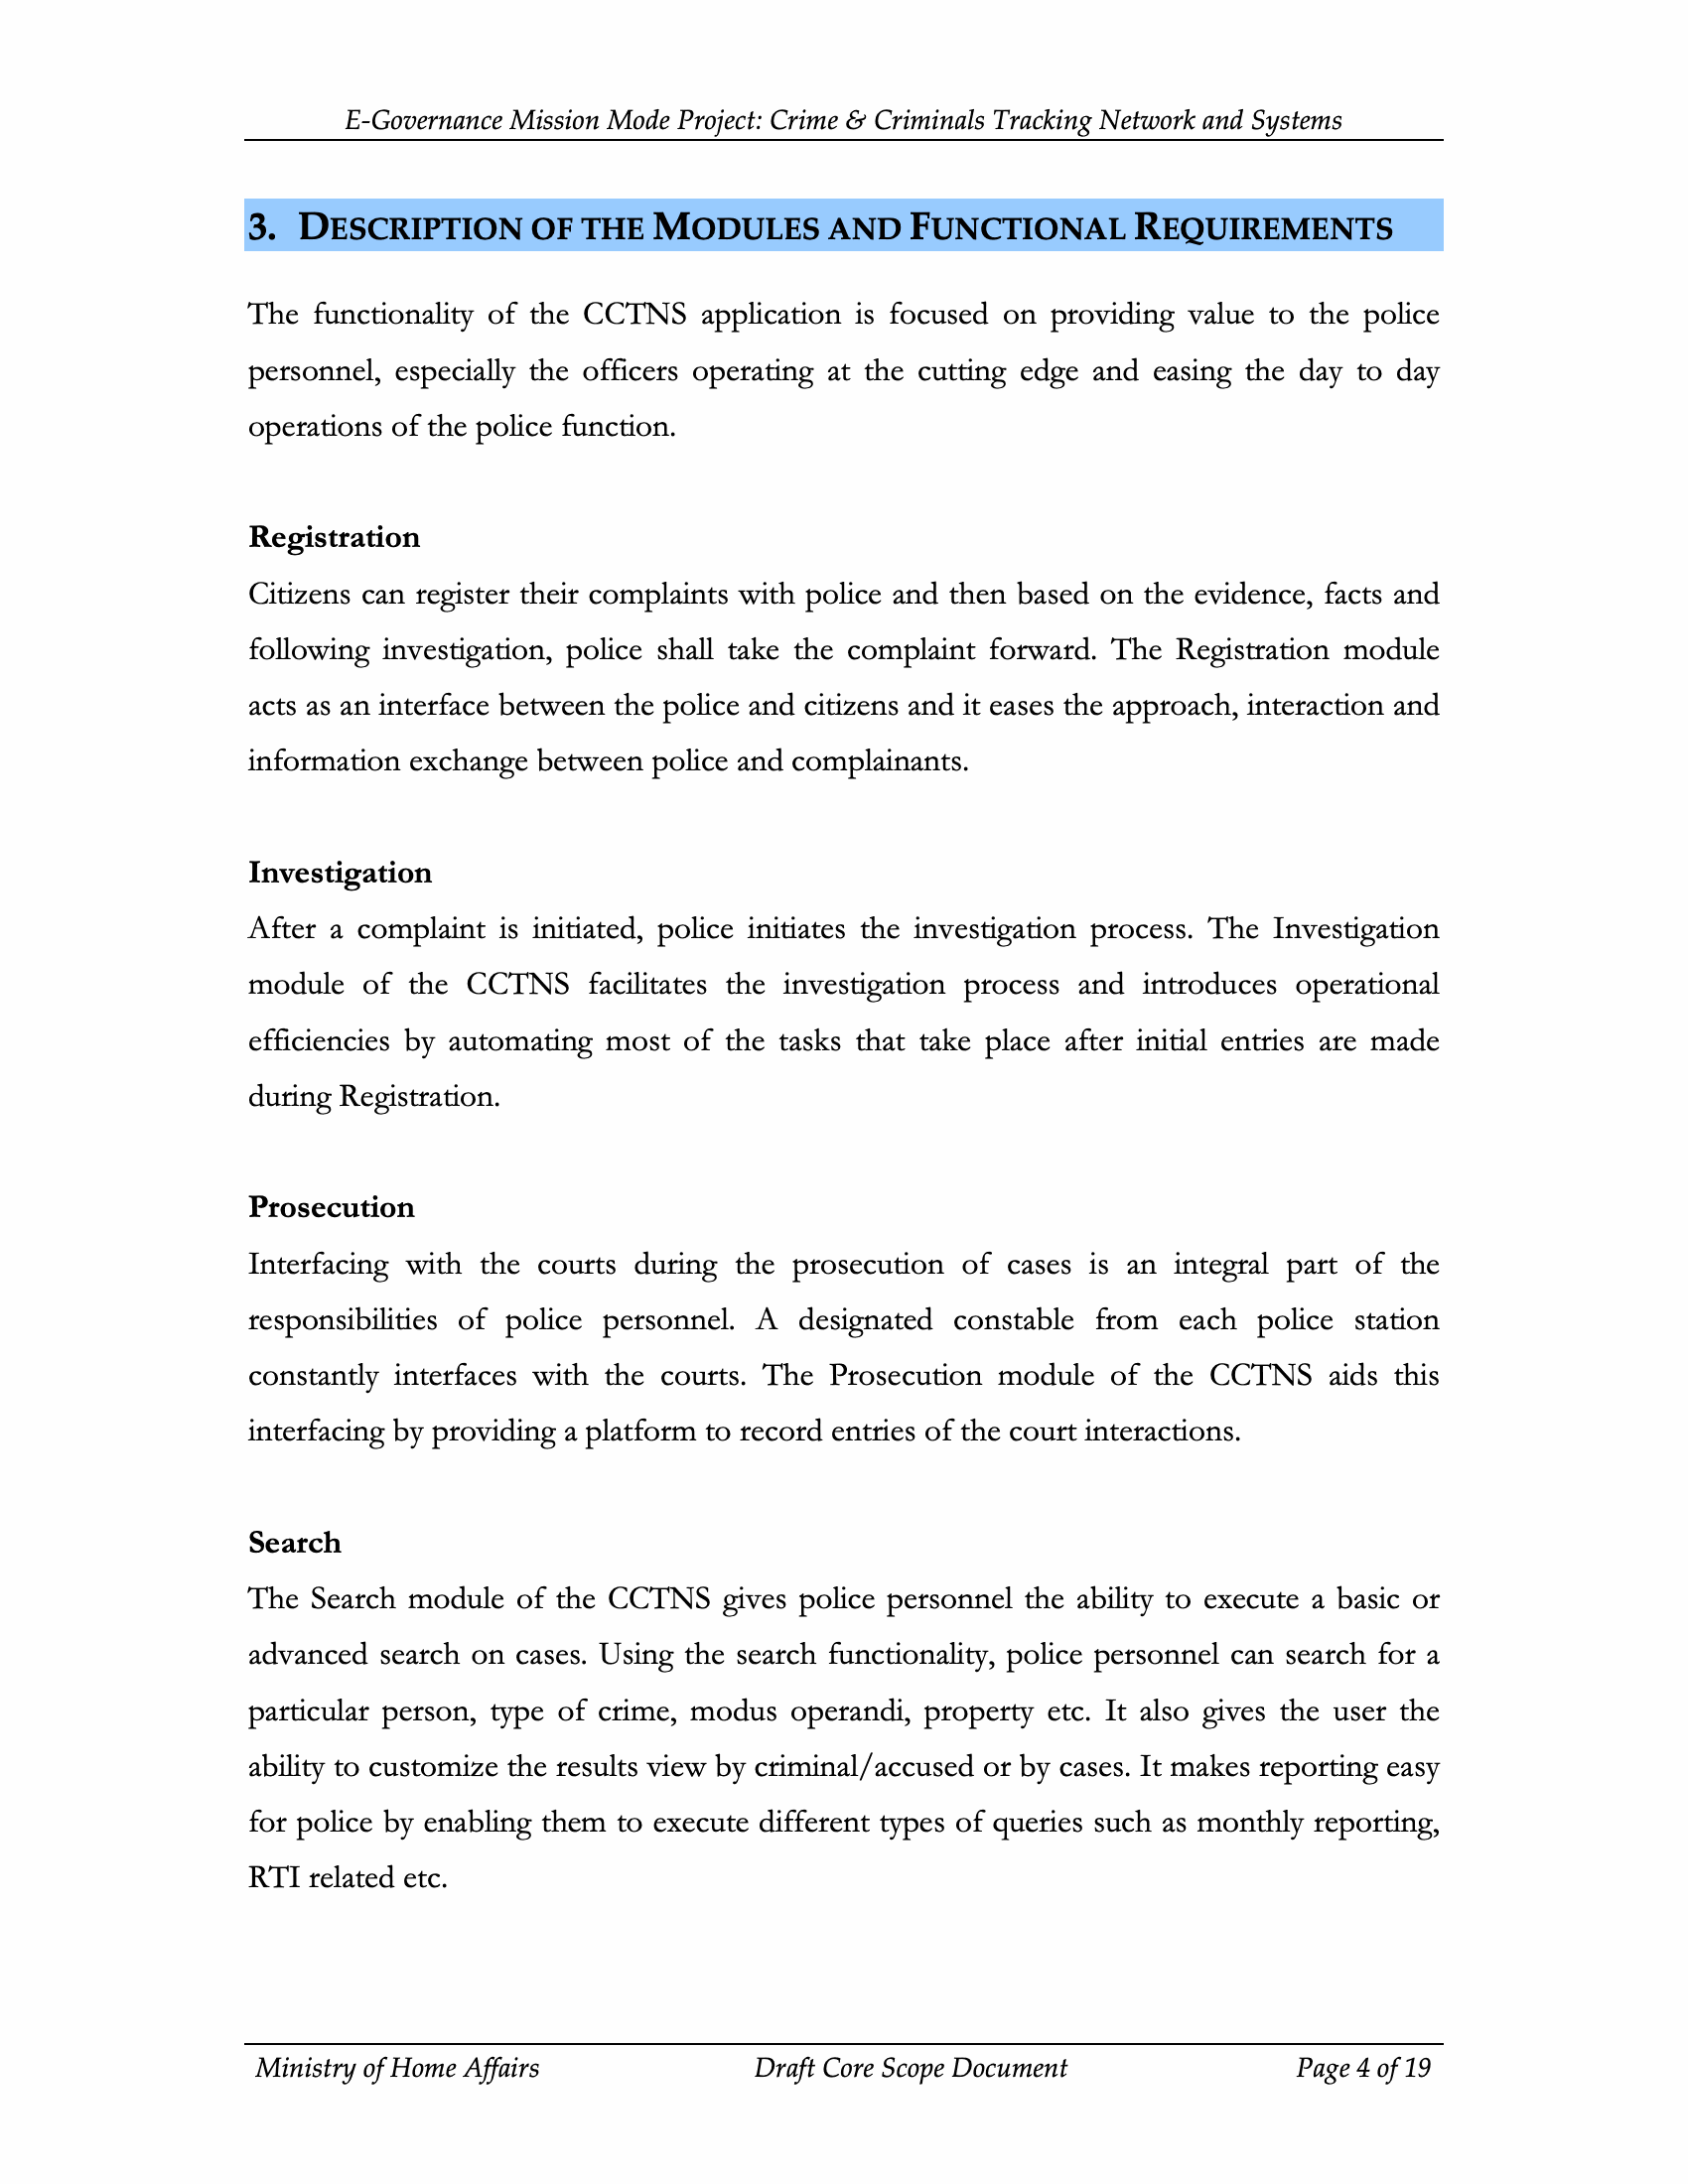 E-Governance Mission Mode Project: Crime & Criminals Tracking Network and Systems
3. DESCRIPTION OF THE MODULES AND FUNCTIONAL REQUIREMENTS
The functionality of the CCTNS application is focused on providing value to the police
personnel, especially the officers operating at the cutting edge and easing the day to day
operations of the police function.
Registration
Citizens can register their complaints with police and then based on the evidence, facts and
following investigation, police shall take the complaint forward. The Registration module
acts as an interface between the police and citizens and it eases the approach, interaction and
information exchange between police and complainants.
Investigation
After a complaint is initiated, police initiates the investigation process. The Investigation
module of the CCTNS facilitates the investigation process and introduces operational
efficiencies by automating most of the tasks that take place after initial entries are made
during Registration.
Prosecution
Interfacing with the courts during the prosecution of cases is an integral part of the
responsibilities of police personnel. A designated constable from each police station
constantly interfaces with the courts. The Prosecution module of the CCTNS aids this
interfacing by providing a platform to record entries of the court interactions.
Search
The Search module of the CCTNS gives police personnel the ability to execute a basic or
advanced search on cases. Using the search functionality, police personnel can search for a
particular person, type of crime, modus operandi, property etc. It also gives the user the
ability to customize the results view by criminal/accused or by cases. It makes reporting easy
for police by enabling them to execute different types of queries such as monthly reporting,
RTI related etc.
Ministry of Home Affairs Draft Core Scope Document Page 4 of 19